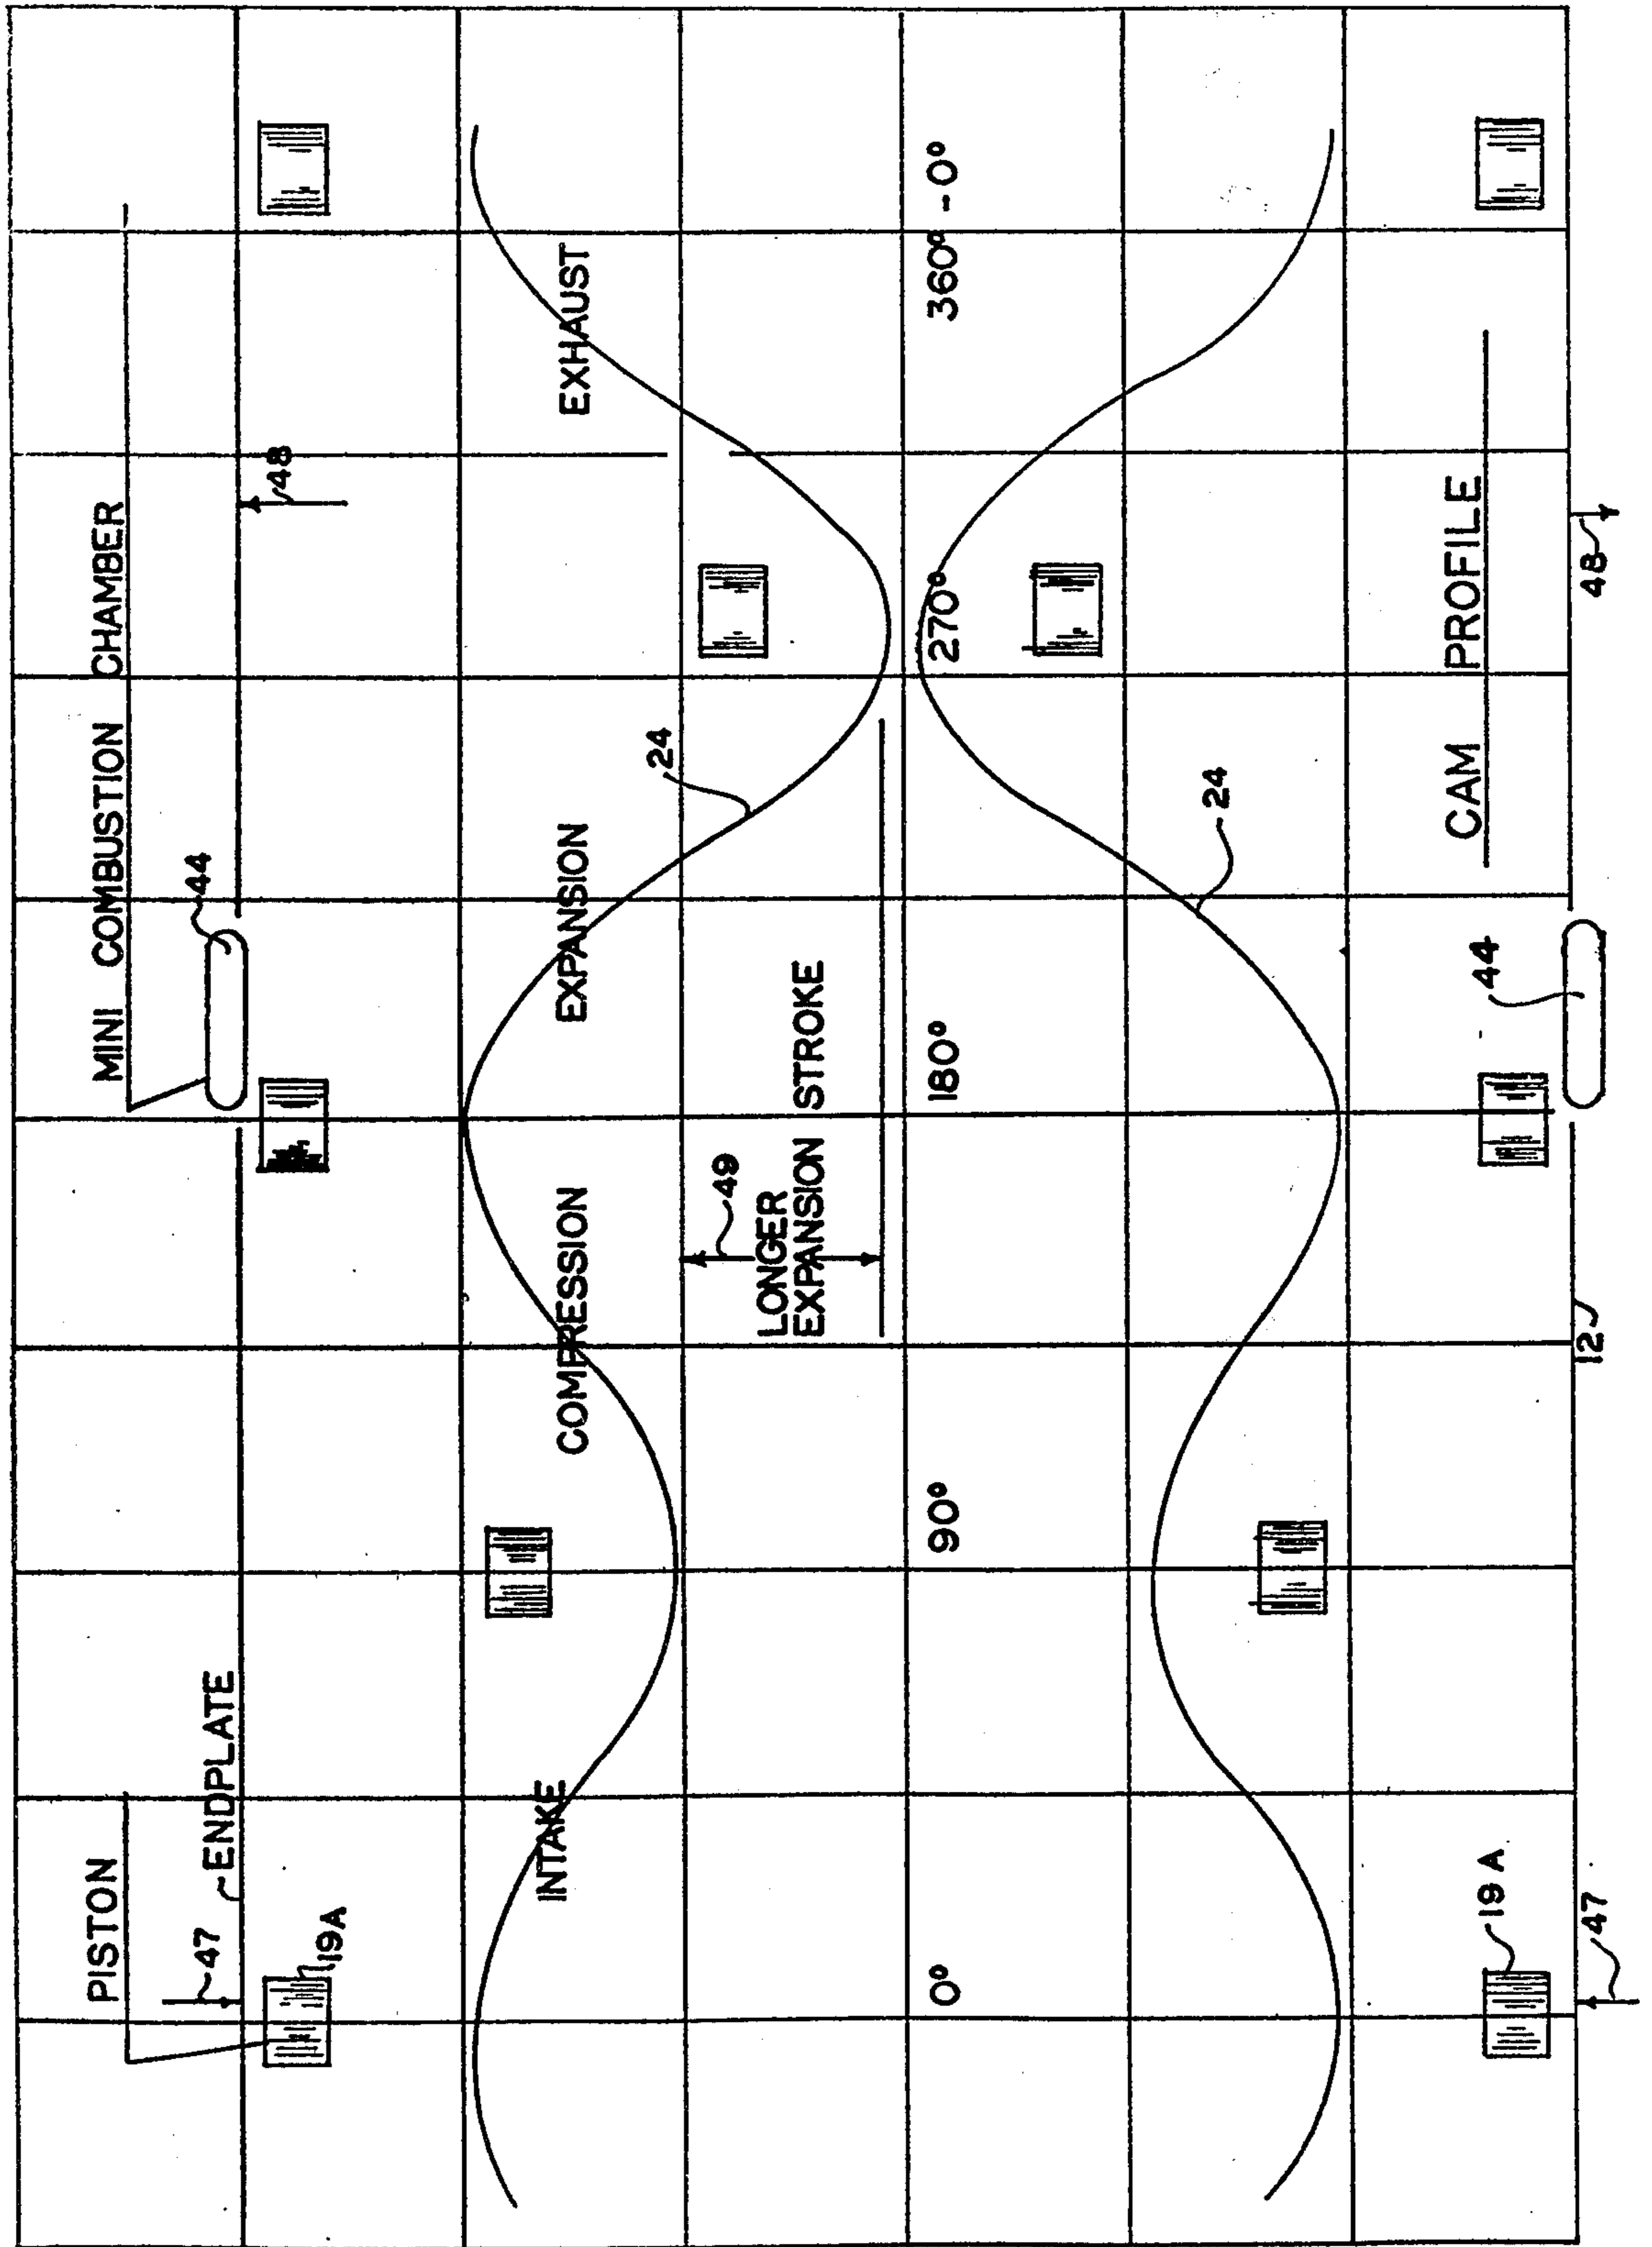 PISTON
MINI COMBUSTION CHAMBER
47
ENDPLATE
44
48
19A
INTAKE
COMPRESSION
EXPANSION
EXHAUST
24
49
LONGER
EXPANSION STROKE
0°
90°
180°
270°
360° - 0°
24
CAM PROFILE
19A
44
47
12
48